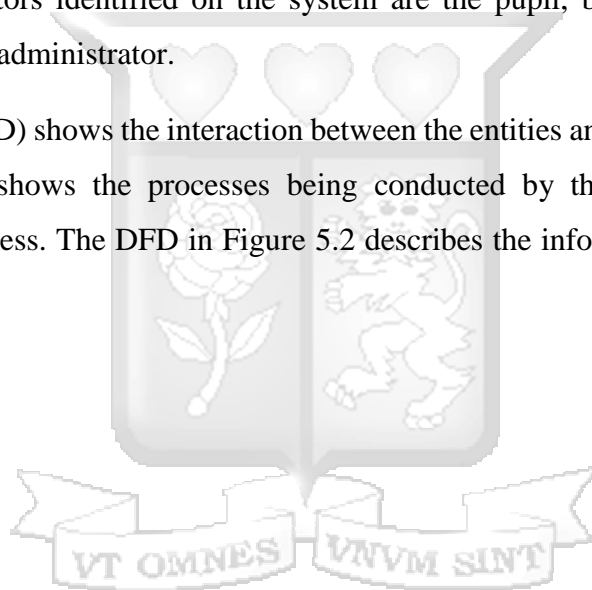 tors identified on the system are the pupil, b
administrator.
D) shows the interaction between the entities an
shows the processes being conducted by th
ess. The DFD in Figure 5.2 describes the info
VT OMNES VNVM SINT